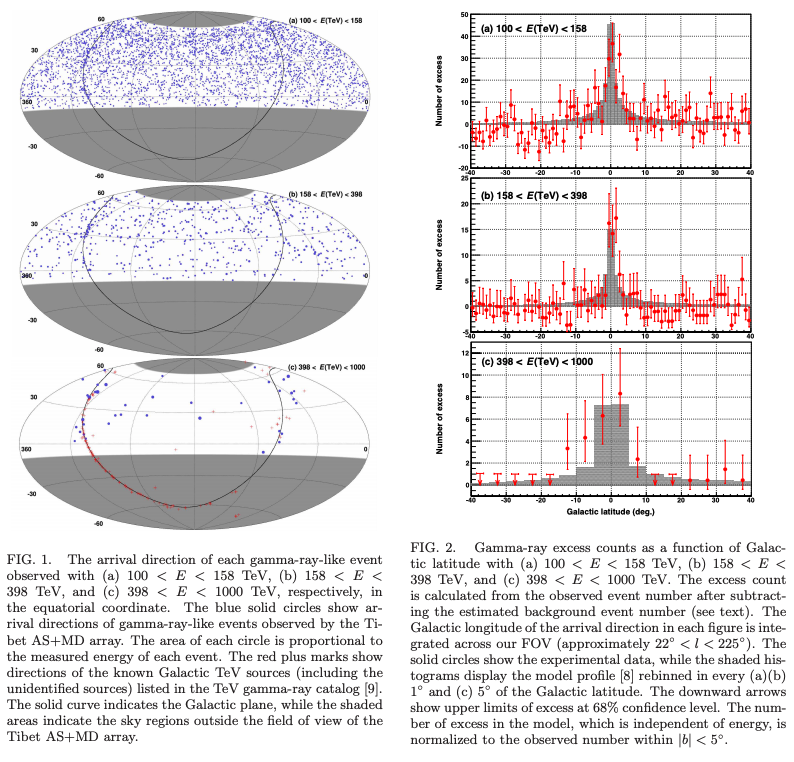 (a) 100 < E(TeV) < 158
60
30
360
0
-30
-60
(b) 158 < E(TeV) < 398
60
30
360
0
-30
-60
(c) 398 < E(TeV) < 1000
60
30
360
0
-30
-60
FIG. 1. The arrival direction of each gamma-ray-like event
observed with (a) 100 < E < 158 TeV, (b) 158 < E <
398 TeV, and (c) 398 < E < 1000 TeV, respectively, in
the equatorial coordinate. The blue solid circles show ar-
rival directions of gamma-ray-like events observed by the Ti-
bet AS+MD array. The area of each circle is proportional to
the measured energy of each event. The red plus marks show
directions of the known Galactic TeV sources (including the
unidentified sources) listed in the TeV gamma-ray catalog [9].
The solid curve indicates the Galactic plane, while the shaded
areas indicate the sky regions outside the field of view of the
Tibet AS+MD array.
(a) 100 < E(TeV) < 158
Number of excess
50
40
30
20
10
0
-10
-20
-40 -30 -20 -10 0 10 20 30 40
(b) 158 < E(TeV) < 398
Number of excess
25
20
15
10
5
0
-5
-40 -30 -20 -10 0 10 20 30 40
(c) 398 < E(TeV) < 1000
Number of excess
12
10
8
6
4
2
0
-40 -30 -20 -10 0 10 20 30 40
Galactic latitude (deg.)
FIG. 2. Gamma-ray excess counts as a function of Galac-
tic latitude with (a) 100 < E < 158 TeV, (b) 158 < E <
398 TeV, and (c) 398 < E < 1000 TeV. The excess count
is calculated from the observed event number after subtract-
ing the estimated background event number (see text). The
Galactic longitude of the arrival direction in each figure is inte-
grated across our FOV (approximately 22° < l < 225°). The
solid circles show the experimental data, while the shaded his-
tograms display the model profile [8] rebinned in every (a)(b)
1° and (c) 5° of the Galactic latitude. The downward arrows
show upper limits of excess at 68% confidence level. The num-
ber of excess in the model, which is independent of energy, is
normalized to the observed number within |b| < 5°.